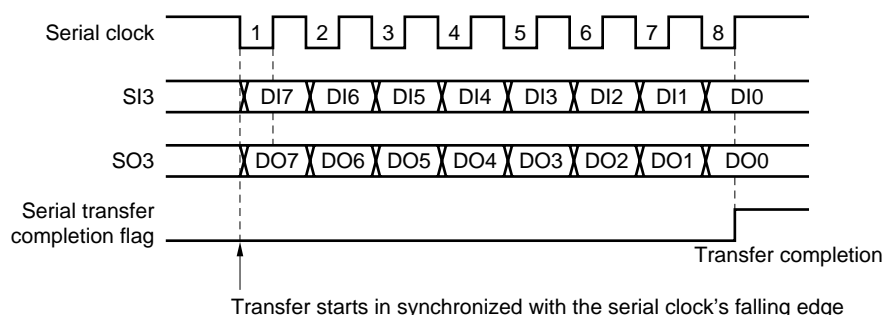 Serial clock
1 2 3 4 5 6 7 8
SI3
DI7 DI6 DI5 DI4 DI3 DI2 DI1 DI0
SO3
DO7 DO6 DO5 DO4 DO3 DO2 DO1 DO0
Serial transfer
completion flag
Transfer completion
Transfer starts in synchronized with the serial clock's falling edge